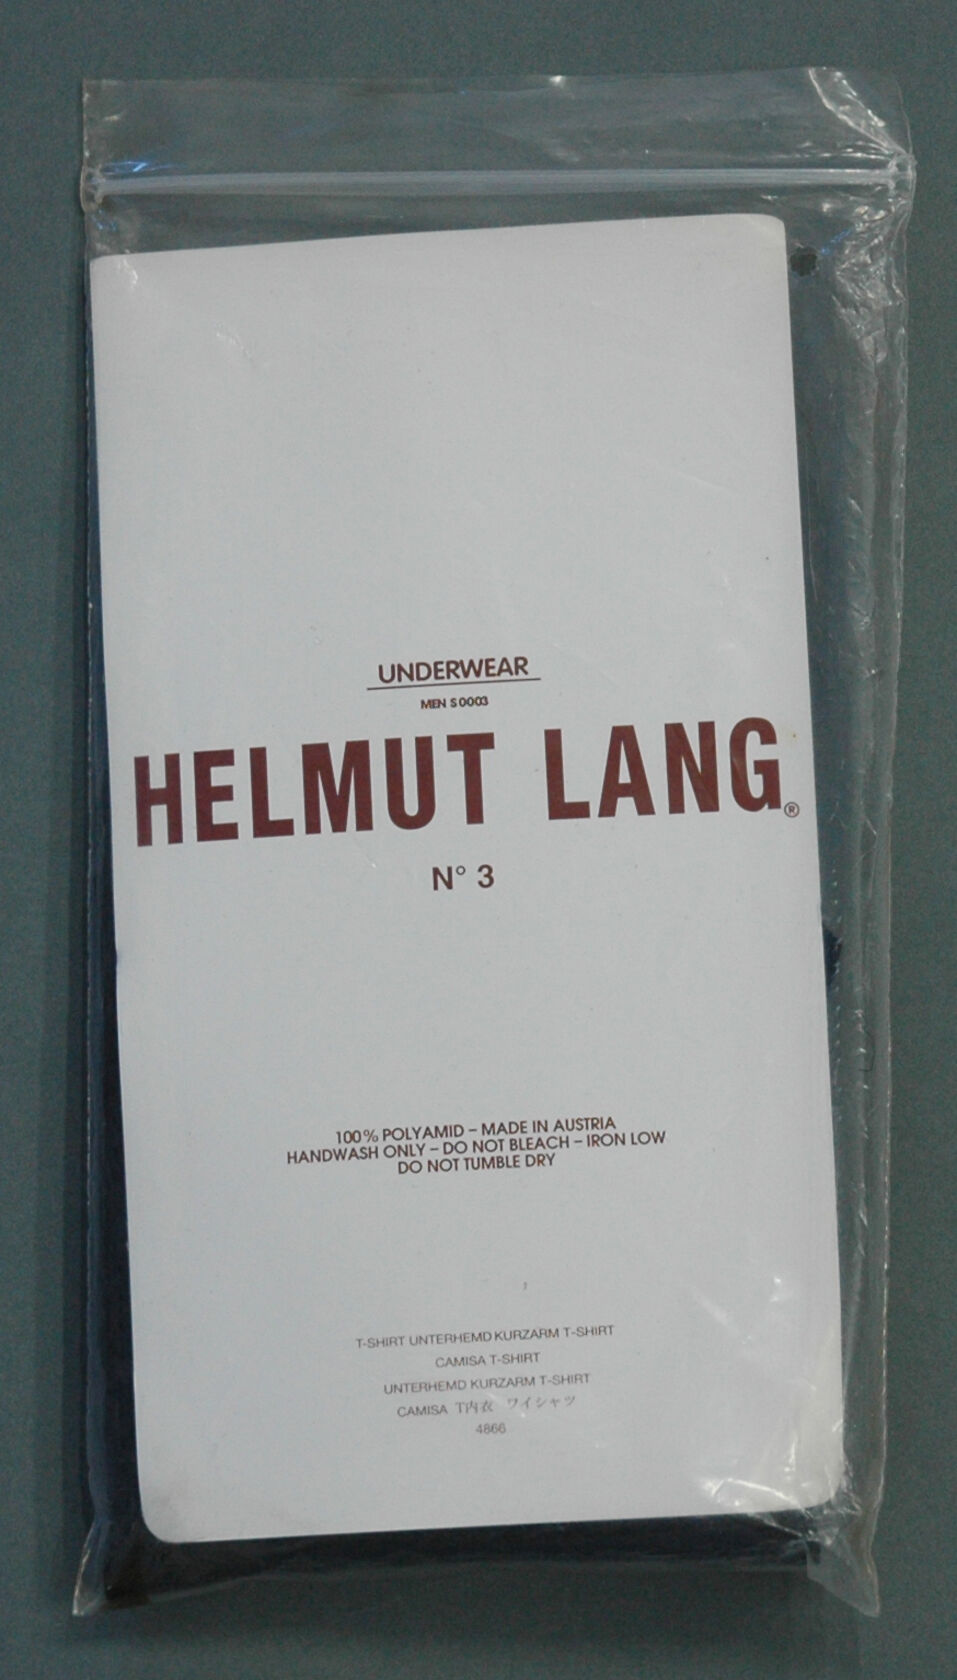 UNDERWEAR
MEN S 0003
HELMUT LANG®
N° 3
100% POLYAMID – MADE IN AUSTRIA
HANDWASH ONLY – DO NOT BLEACH – IRON LOW
DO NOT TUMBLE DRY
T-SHIRT UNTERHEMD KURZARM T-SHIRT
CAMISA T-SHIRT
UNTERHEMD KURZARM T-SHIRT
CAMISA T内衣 ワイシャツ
4866